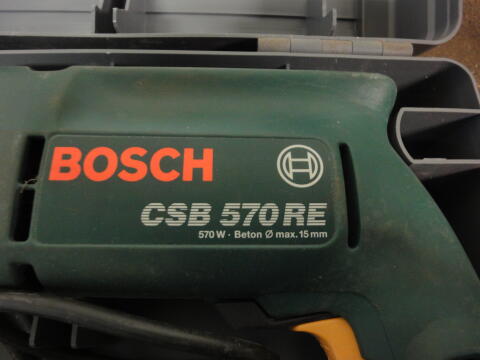 BOSCH
CSB 570 RE
570 W · Beton Ø max. 15 mm